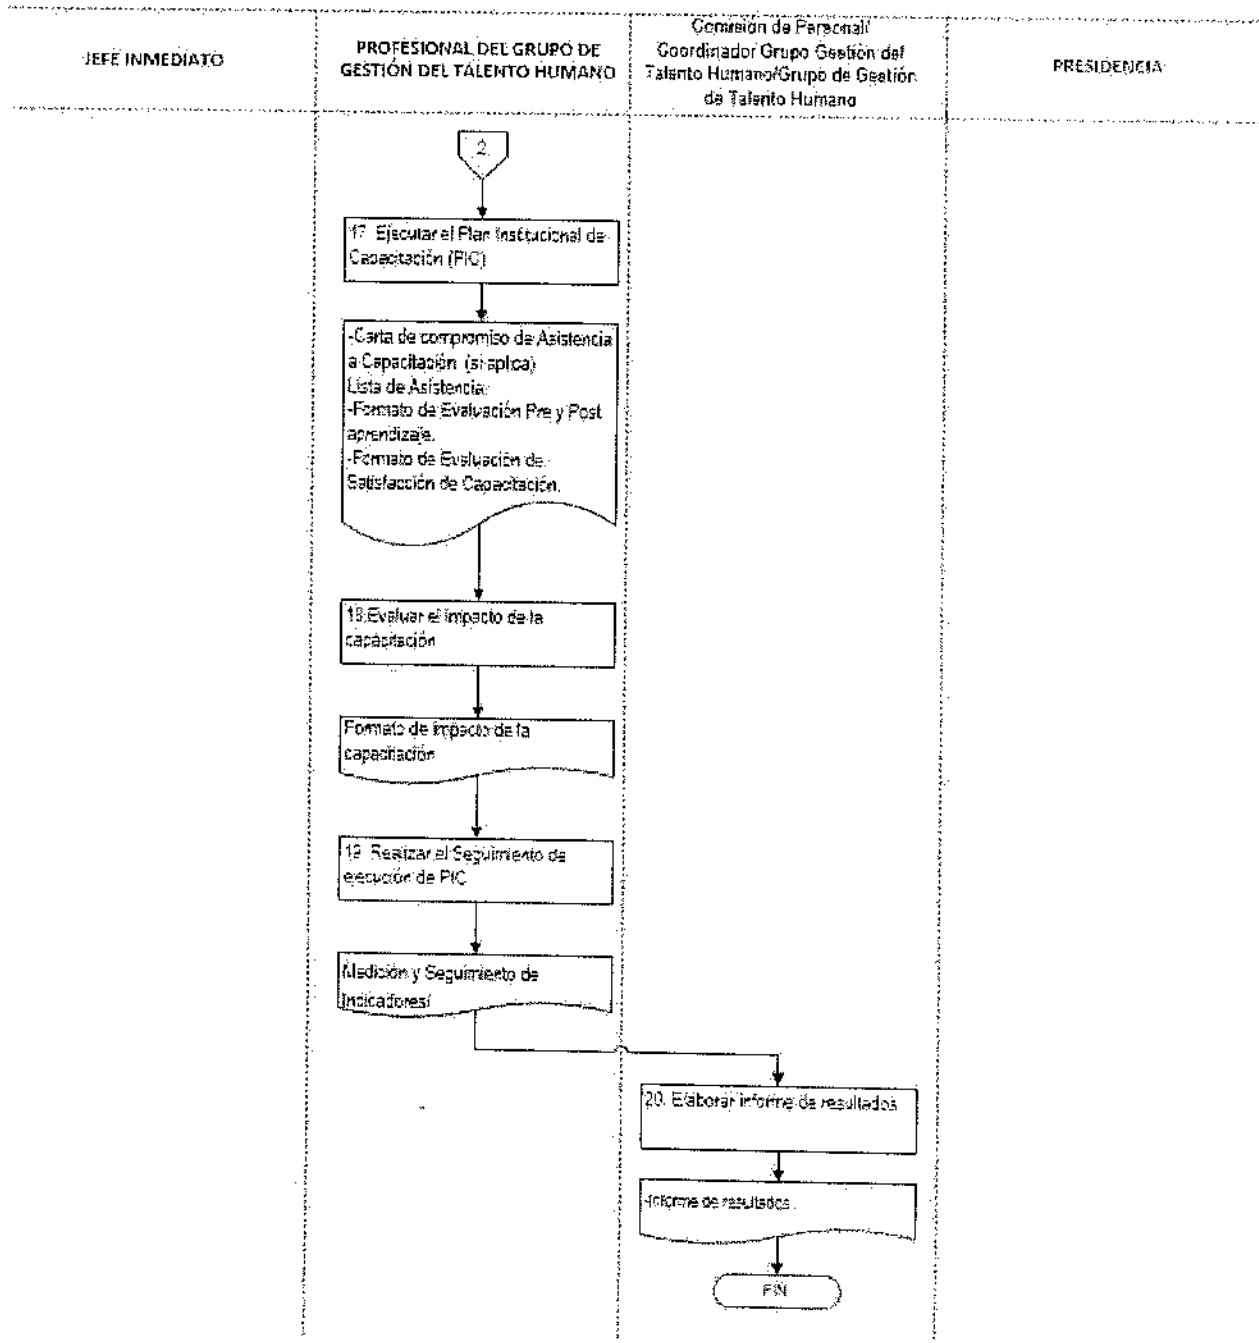 JEFE INMEDIATO
PROFESIONAL DEL GRUPO DE
GESTIÓN DEL TALENTO HUMANO
Comisión de Personal/
Coordinador Grupo Gestión del
Talento Humano/Grupo de Gestión
de Talento Humano
PRESIDENCIA
2
17. Ejecutar el Plan Institucional de
Capacitación (PIC)
-Carta de compromiso de Asistencia
a Capacitación (si aplica)
Lista de Asistencia.
-Formato de Evaluación Pre y Post
aprendizaje.
-Formato de Evaluación de
Satisfacción de Capacitación.
18. Evaluar el impacto de la
capacitación
Formato de impacto de la
capacitación
19. Realizar el Seguimiento de
ejecución de PIC
Medición y Seguimiento de
Indicadores/
20. Elaborar informe de resultados
-Informe de resultados.
FIN